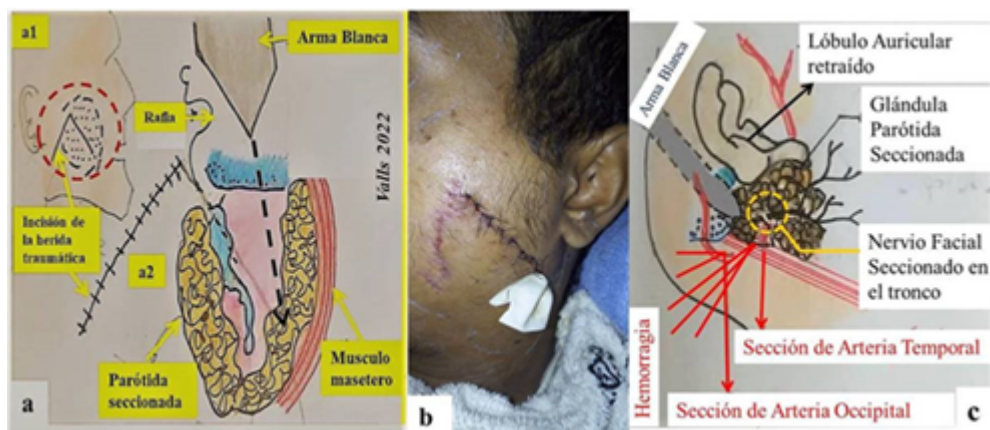 a1
Arma Blanca
Rafia
Valls 2022
Incisión de
la herida
traumática
a2
Parótida
seccionada
Musculo
masetero
a
b
Arma Blanca
Lóbulo Auricular
retraído
Glándula
Parótida
Seccionada
Nervio Facial
Seccionado en
el tronco
Hemorragia
Sección de Arteria Temporal
Sección de Arteria Occipital
c